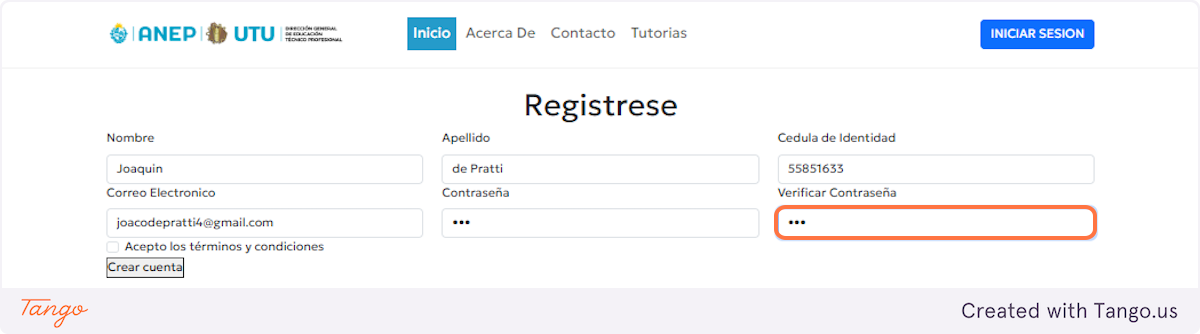 ANEP UTU DIRECCIÓN GENERAL
DE EDUCACIÓN
TÉCNICO PROFESIONAL
Inicio Acerca De Contacto Tutorias INICIAR SESION
Registrese
Nombre Apellido Cedula de Identidad
Joaquin de Pratti 55851633
Correo Electronico Contraseña Verificar Contraseña
joacodepratti4@gmail.com ••• •••
Acepto los términos y condiciones
Crear cuenta
Tango Created with Tango.us